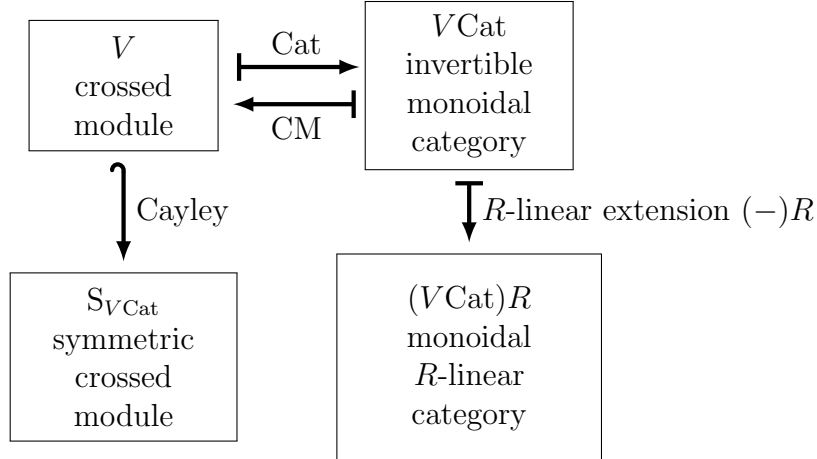 V
crossed
module
Cat
CM
VCat
invertible
monoidal
category
Cayley
R-linear extension (−)R
S_{VCat}
symmetric
crossed
module
(VCat)R
monoidal
R-linear
category